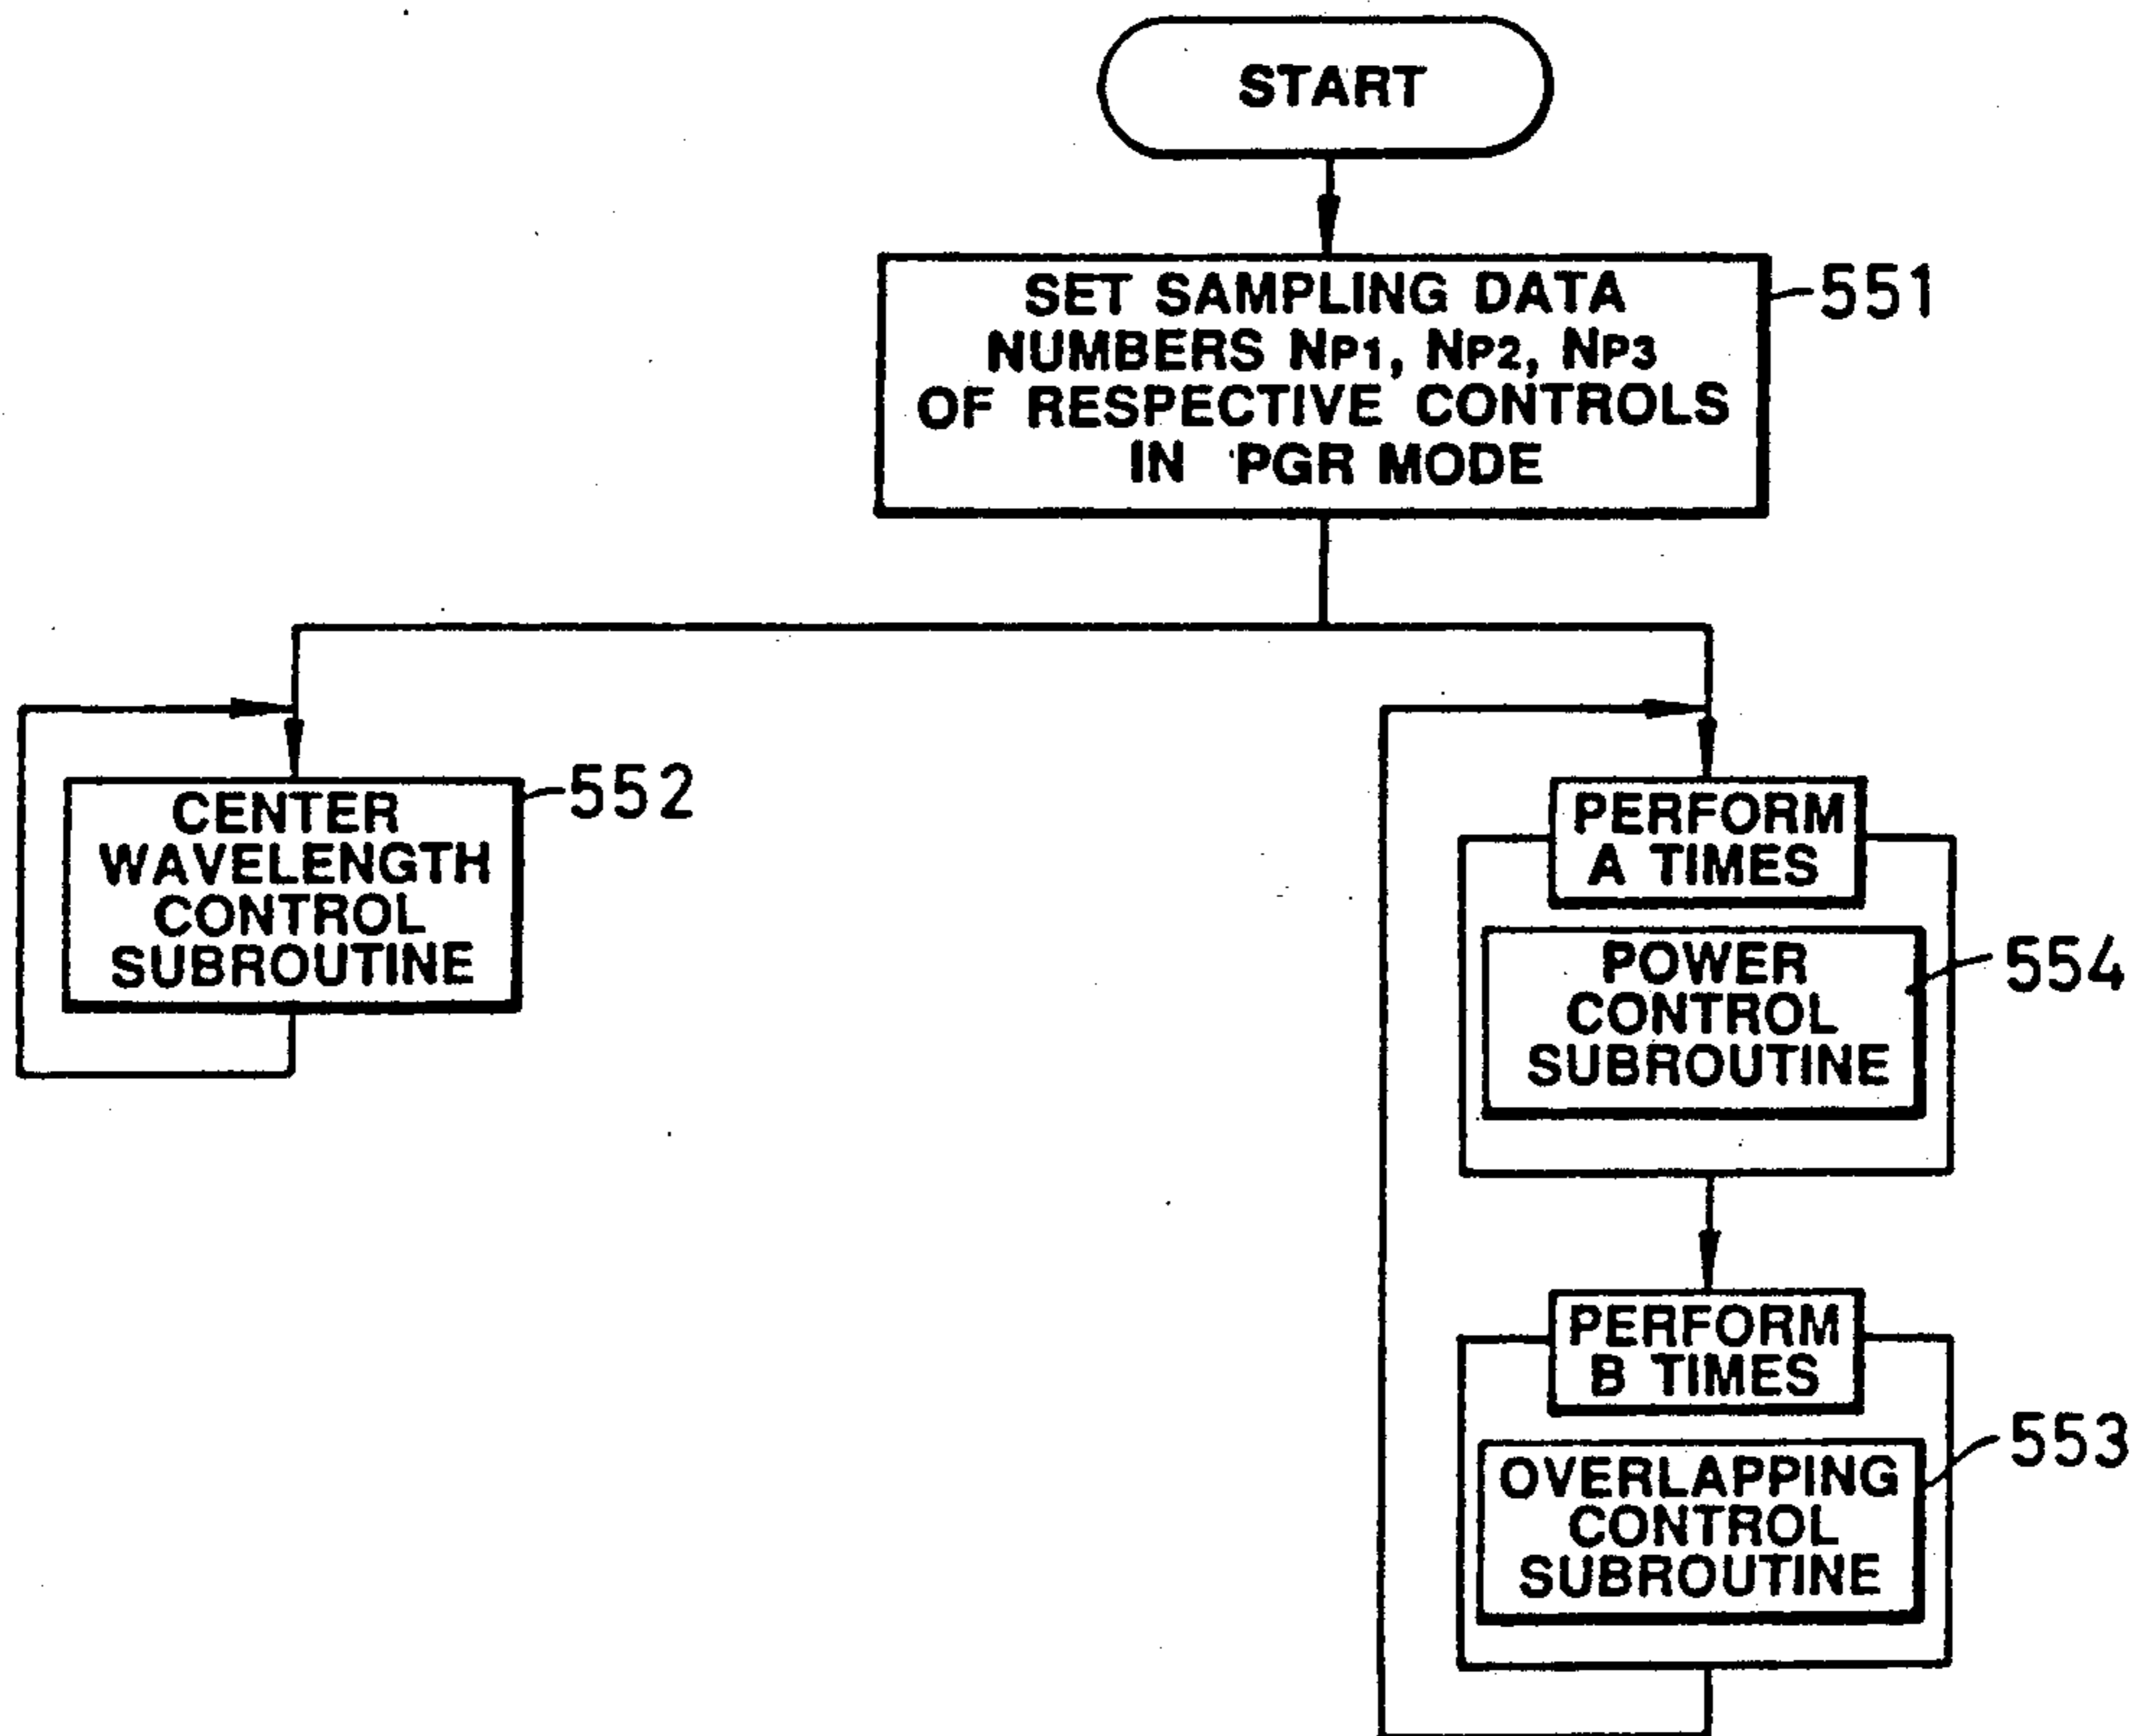 START
SET SAMPLING DATA
NUMBERS NP1, NP2, NP3
OF RESPECTIVE CONTROLS
IN PGR MODE
551
CENTER
WAVELENGTH
CONTROL
SUBROUTINE
552
PERFORM
A TIMES
POWER
CONTROL
SUBROUTINE
554
PERFORM
B TIMES
OVERLAPPING
CONTROL
SUBROUTINE
553